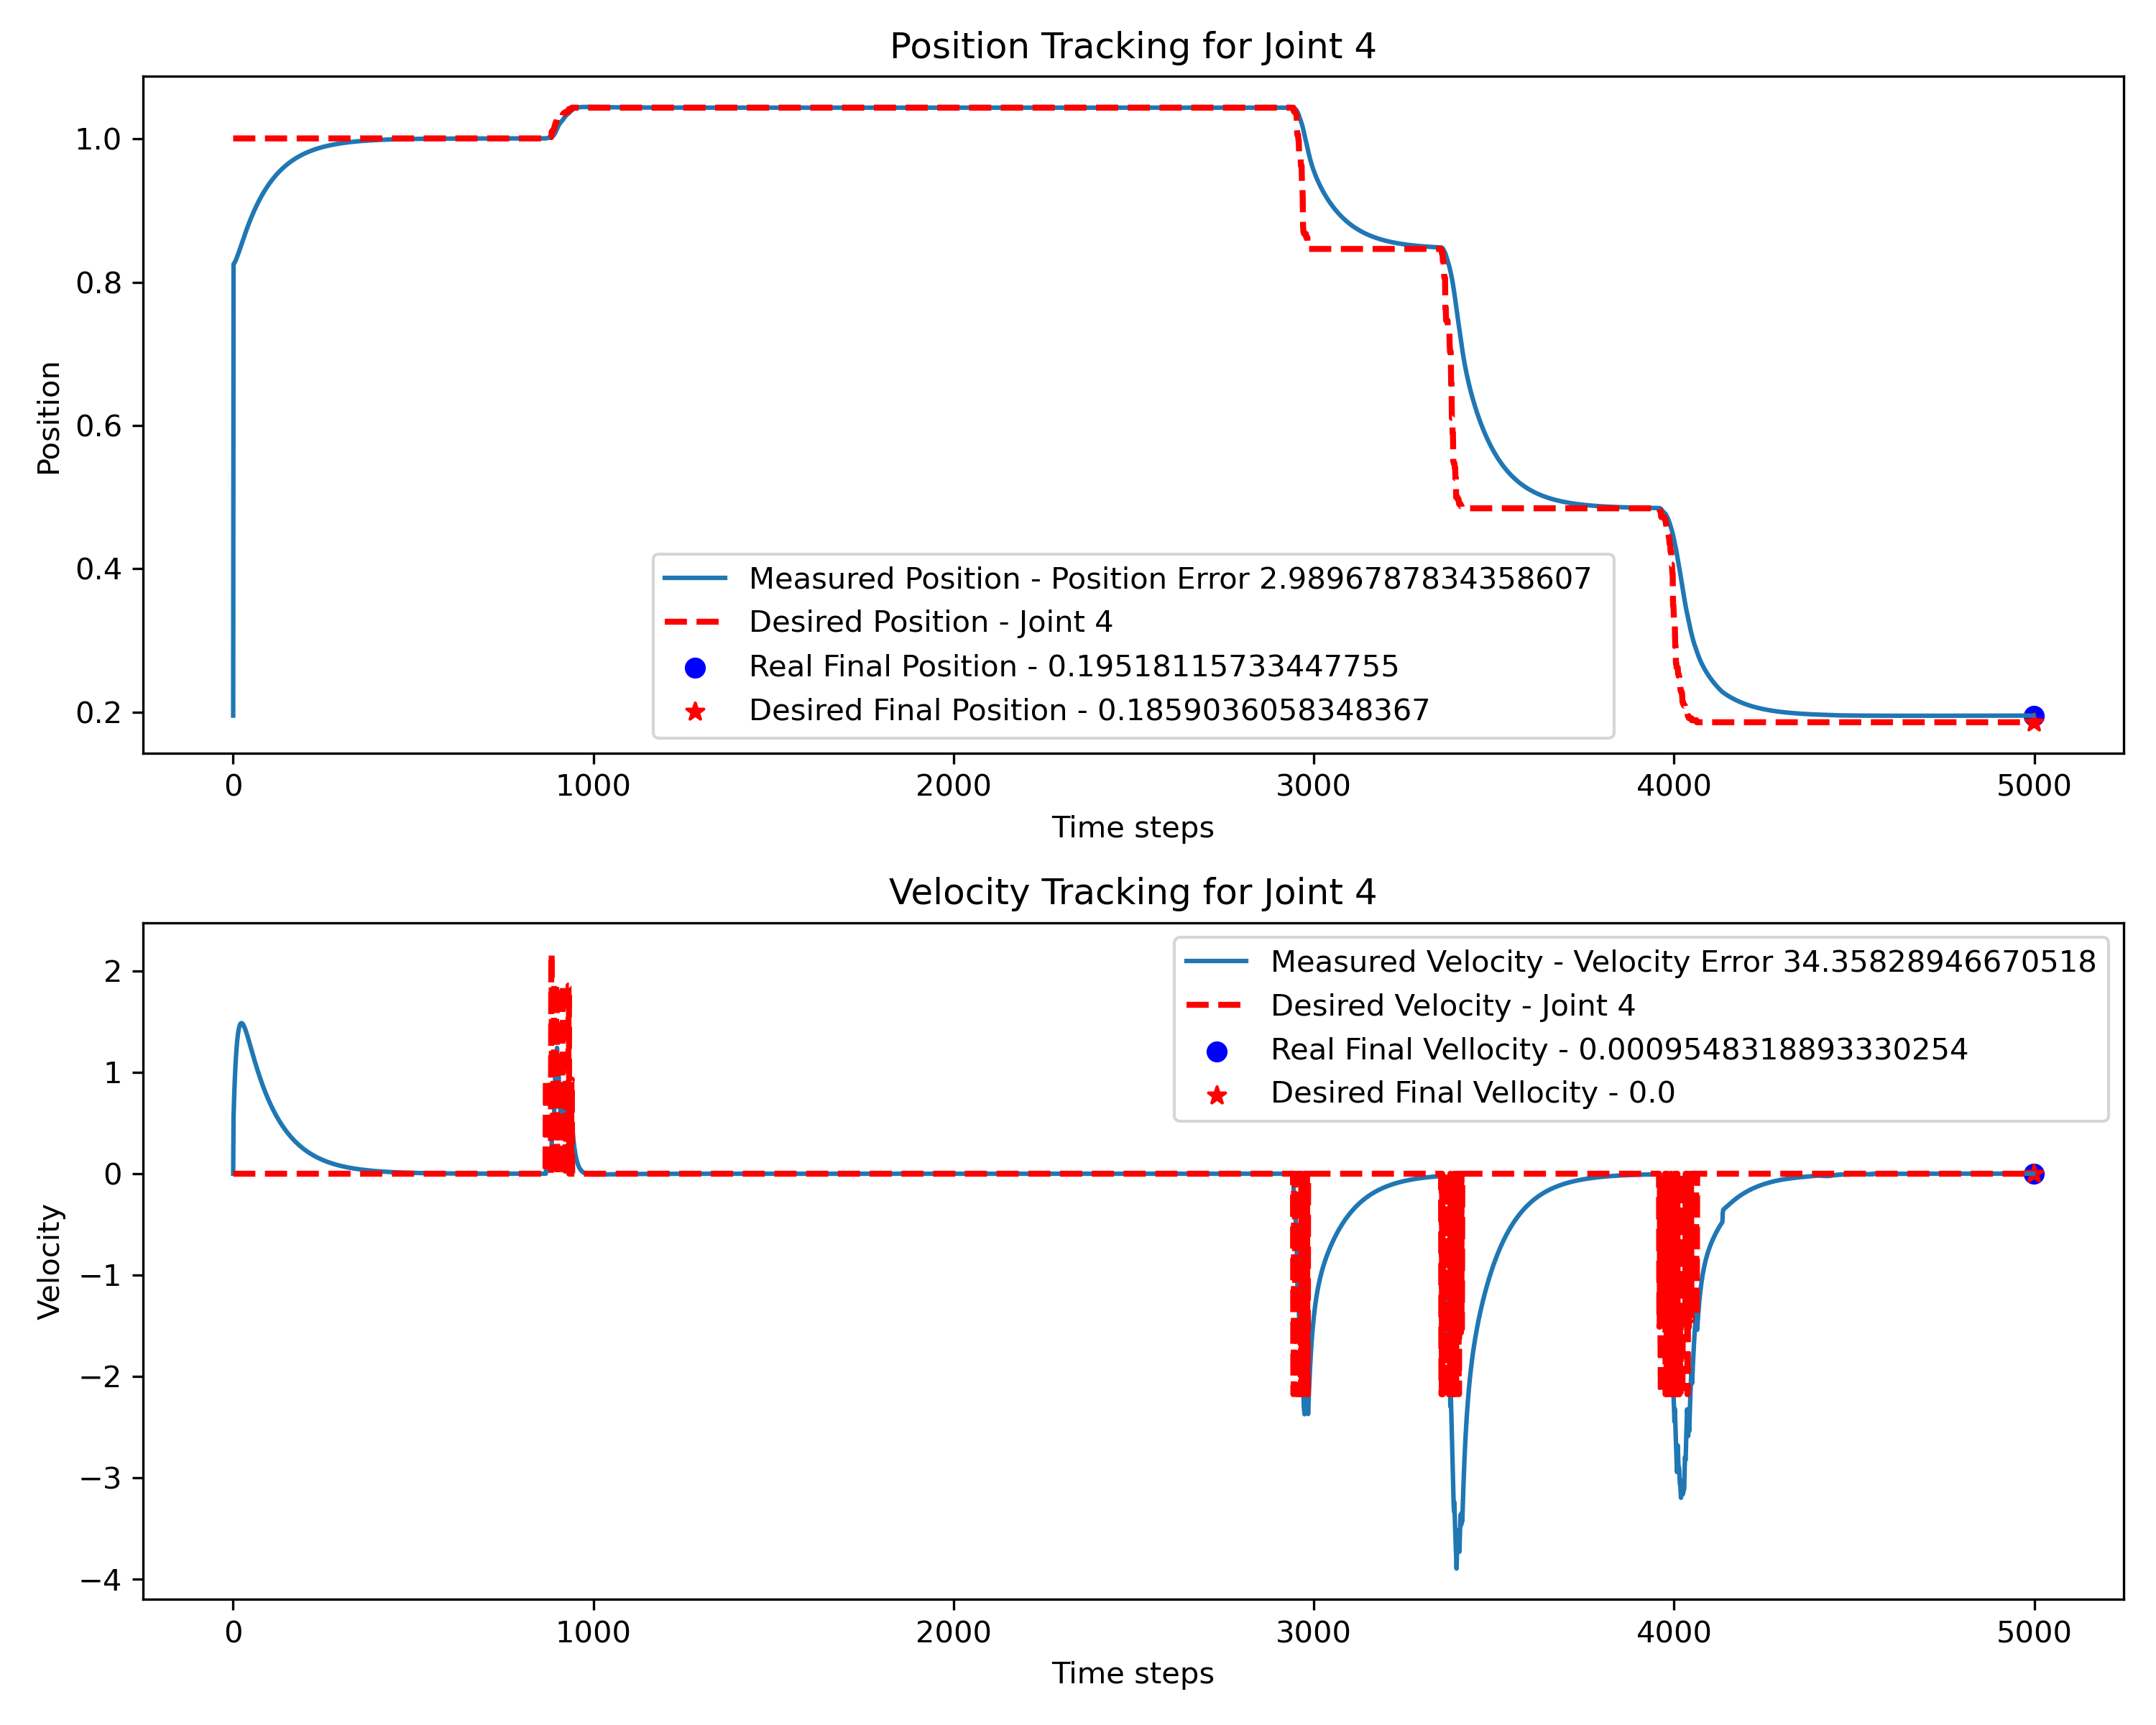 Position Tracking for Joint 4
Position
1.0
0.8
0.6
0.4
0.2
Measured Position - Position Error 2.9896787834358607
Desired Position - Joint 4
Real Final Position - 0.19518115733447755
Desired Final Position - 0.1859036058348367
0 1000 2000 3000 4000 5000
Time steps
Velocity Tracking for Joint 4
Velocity
2
1
0
−1
−2
−3
−4
Measured Velocity - Velocity Error 34.35828946670518
Desired Velocity - Joint 4
Real Final Vellocity - 0.0009548318893330254
Desired Final Vellocity - 0.0
0 1000 2000 3000 4000 5000
Time steps